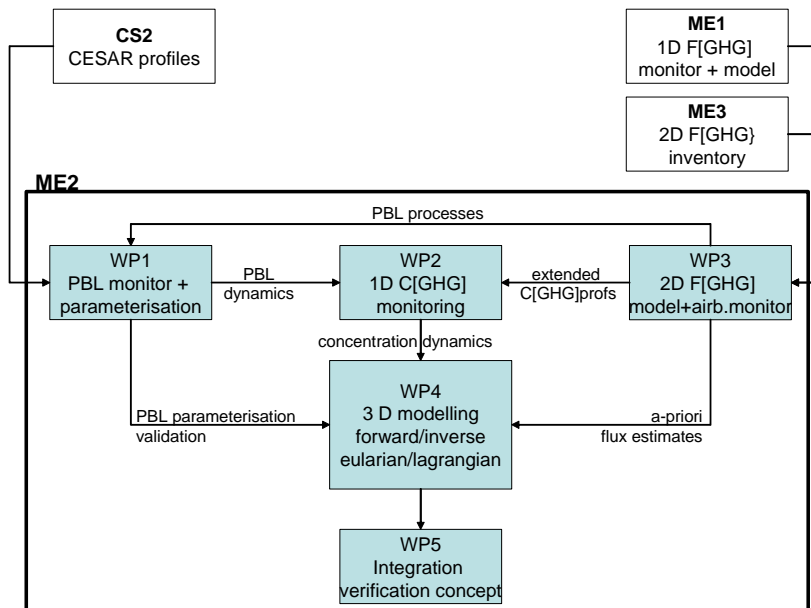 CS2
CESAR profiles
ME1
1D F[GHG]
monitor + model
ME3
2D F[GHG}
inventory
ME2
PBL processes
WP1
PBL monitor +
parameterisation
PBL
dynamics
WP2
1D C[GHG]
monitoring
extended
C[GHG]profs
WP3
2D F[GHG]
model+airb.monitor
concentration dynamics
PBL parameterisation
validation
WP4
3 D modelling
forward/inverse
eularian/lagrangian
a-priori
flux estimates
WP5
Integration
verification concept